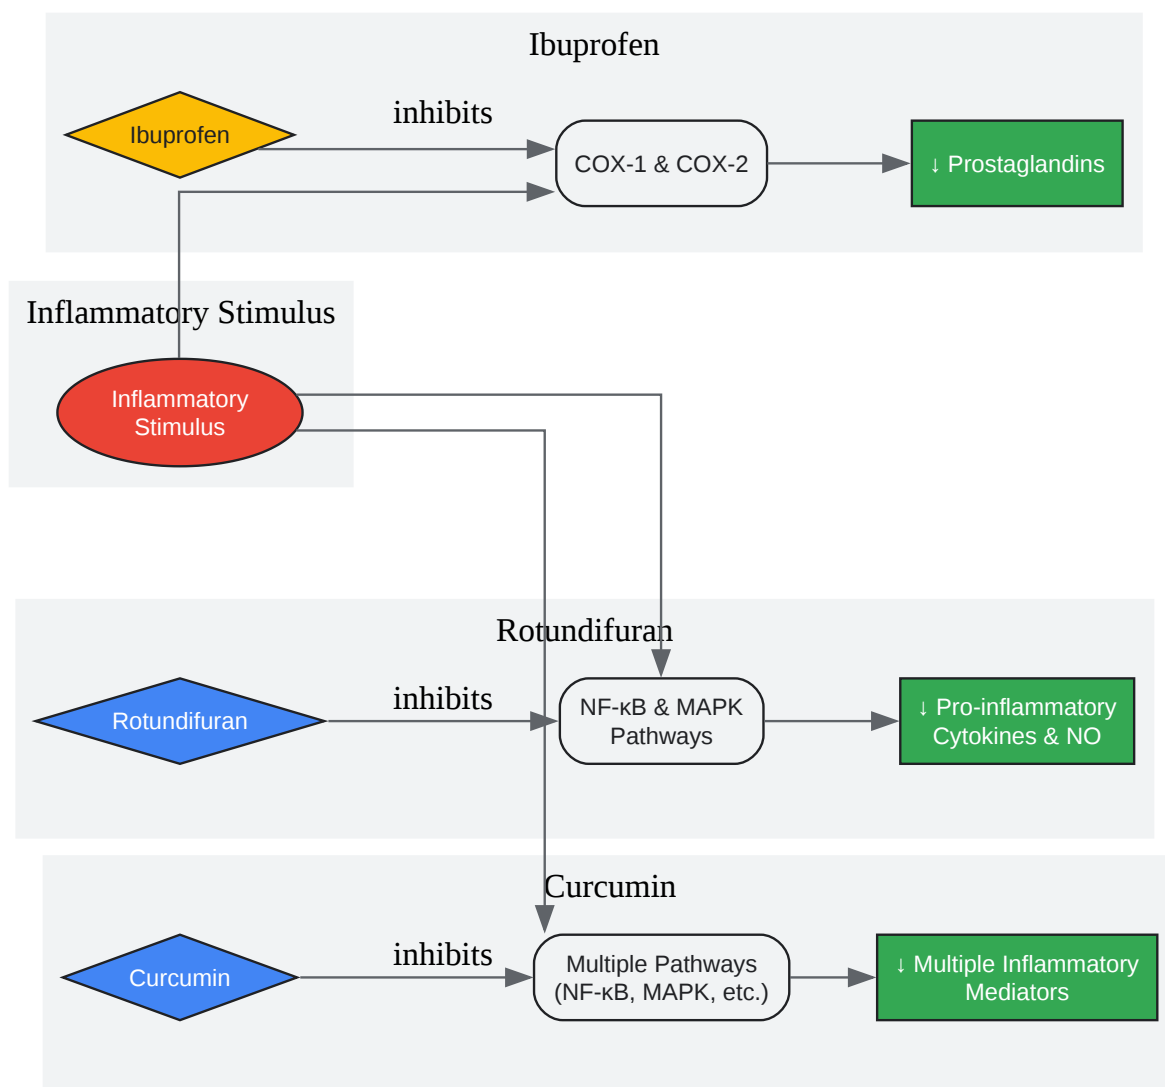 Ibuprofen
Ibuprofen
inhibits
COX-1 & COX-2
↓ Prostaglandins
Inflammatory Stimulus
Inflammatory
Stimulus
Rotundifuran
Rotundifuran
inhibits
NF-κB & MAPK
Pathways
↓ Pro-inflammatory
Cytokines & NO
Curcumin
Curcumin
inhibits
Multiple Pathways
(NF-κB, MAPK, etc.)
↓ Multiple Inflammatory
Mediators